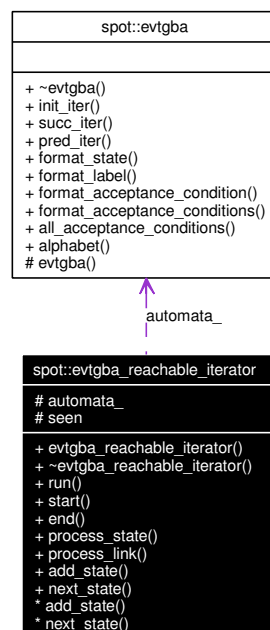 spot::evtgba
+ ~evtgba()
+ init_iter()
+ succ_iter()
+ pred_iter()
+ format_state()
+ format_label()
+ format_acceptance_condition()
+ format_acceptance_conditions()
+ all_acceptance_conditions()
+ alphabet()
# evtgba()
automata_
spot::evtgba_reachable_iterator
# automata_
# seen
+ evtgba_reachable_iterator()
+ ~evtgba_reachable_iterator()
+ run()
+ start()
+ end()
+ process_state()
+ process_link()
+ add_state()
+ next_state()
* add_state()
* next_state()